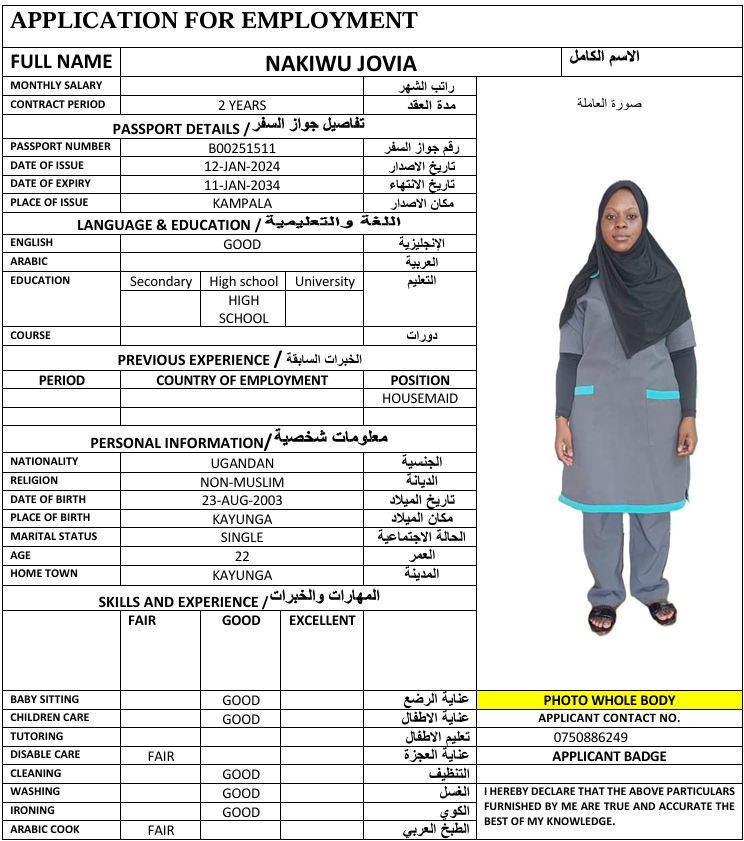 APPLICATION FOR EMPLOYMENT
FULL NAME NAKIWU JOVIA الاسم الكامل
MONTHLY SALARY راتب الشهر
CONTRACT PERIOD 2 YEARS مدة العقد
صورة العاملة
PASSPORT DETAILS / تفاصيل جواز السفر
PASSPORT NUMBER B00251511 رقم جواز السفر
DATE OF ISSUE 12-JAN-2024 تاريخ الاصدار
DATE OF EXPIRY 11-JAN-2034 تاريخ الانتهاء
PLACE OF ISSUE KAMPALA مكان الاصدار
LANGUAGE & EDUCATION / اللغة والتعليمية
ENGLISH GOOD الإنجليزية
ARABIC العربية
EDUCATION Secondary High school University التعليم
HIGH
SCHOOL
COURSE دورات
PREVIOUS EXPERIENCE / الخبرات السابقة
PERIOD COUNTRY OF EMPLOYMENT POSITION
HOUSEMAID
PERSONAL INFORMATION/ معلومات شخصية
NATIONALITY UGANDAN الجنسية
RELIGION NON-MUSLIM الديانة
DATE OF BIRTH 23-AUG-2003 تاريخ الميلاد
PLACE OF BIRTH KAYUNGA مكان الميلاد
MARITAL STATUS SINGLE الحالة الاجتماعية
AGE 22 العمر
HOME TOWN KAYUNGA المدينة
SKILLS AND EXPERIENCE / المهارات والخبرات
FAIR GOOD EXCELLENT
BABY SITTING GOOD عناية الرضع
CHILDREN CARE GOOD عناية الاطفال
TUTORING تعليم الاطفال
DISABLE CARE FAIR عناية العجزة
CLEANING GOOD التنظيف
WASHING GOOD الغسل
IRONING GOOD الكوي
ARABIC COOK FAIR الطبخ العربي
PHOTO WHOLE BODY
APPLICANT CONTACT NO.
0750886249
APPLICANT BADGE
I HEREBY DECLARE THAT THE ABOVE PARTICULARS
FURNISHED BY ME ARE TRUE AND ACCURATE THE
BEST OF MY KNOWLEDGE.